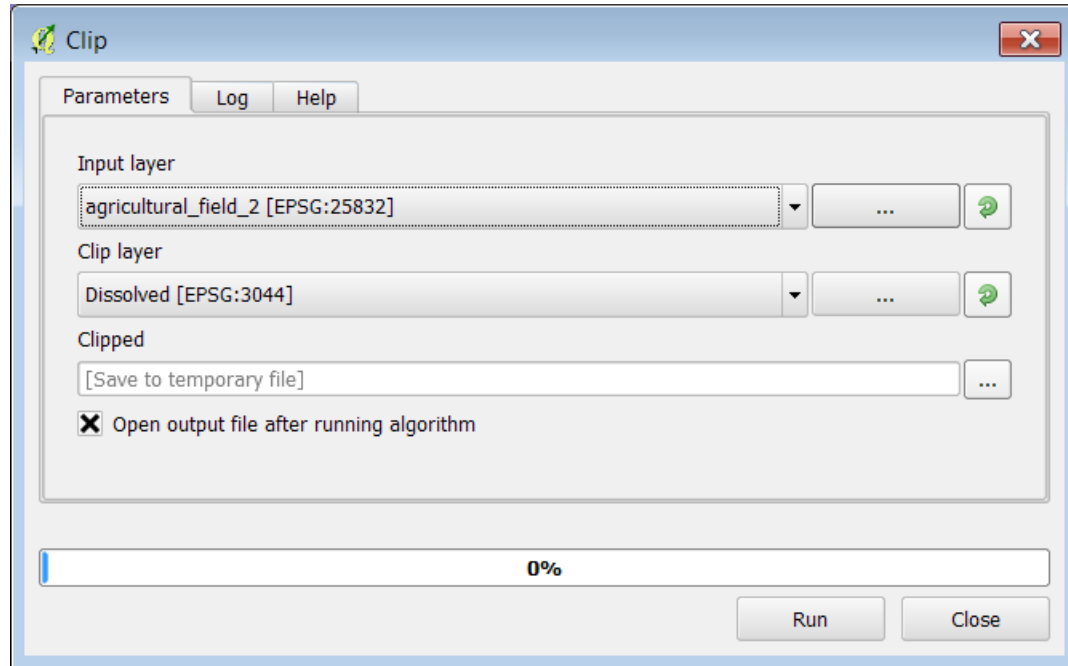 Clip
Parameters Log Help
Input layer
agricultural_field_2 [EPSG:25832] ...
Clip layer
Dissolved [EPSG:3044] ...
Clipped
[Save to temporary file] ...
Open output file after running algorithm
0%
Run Close